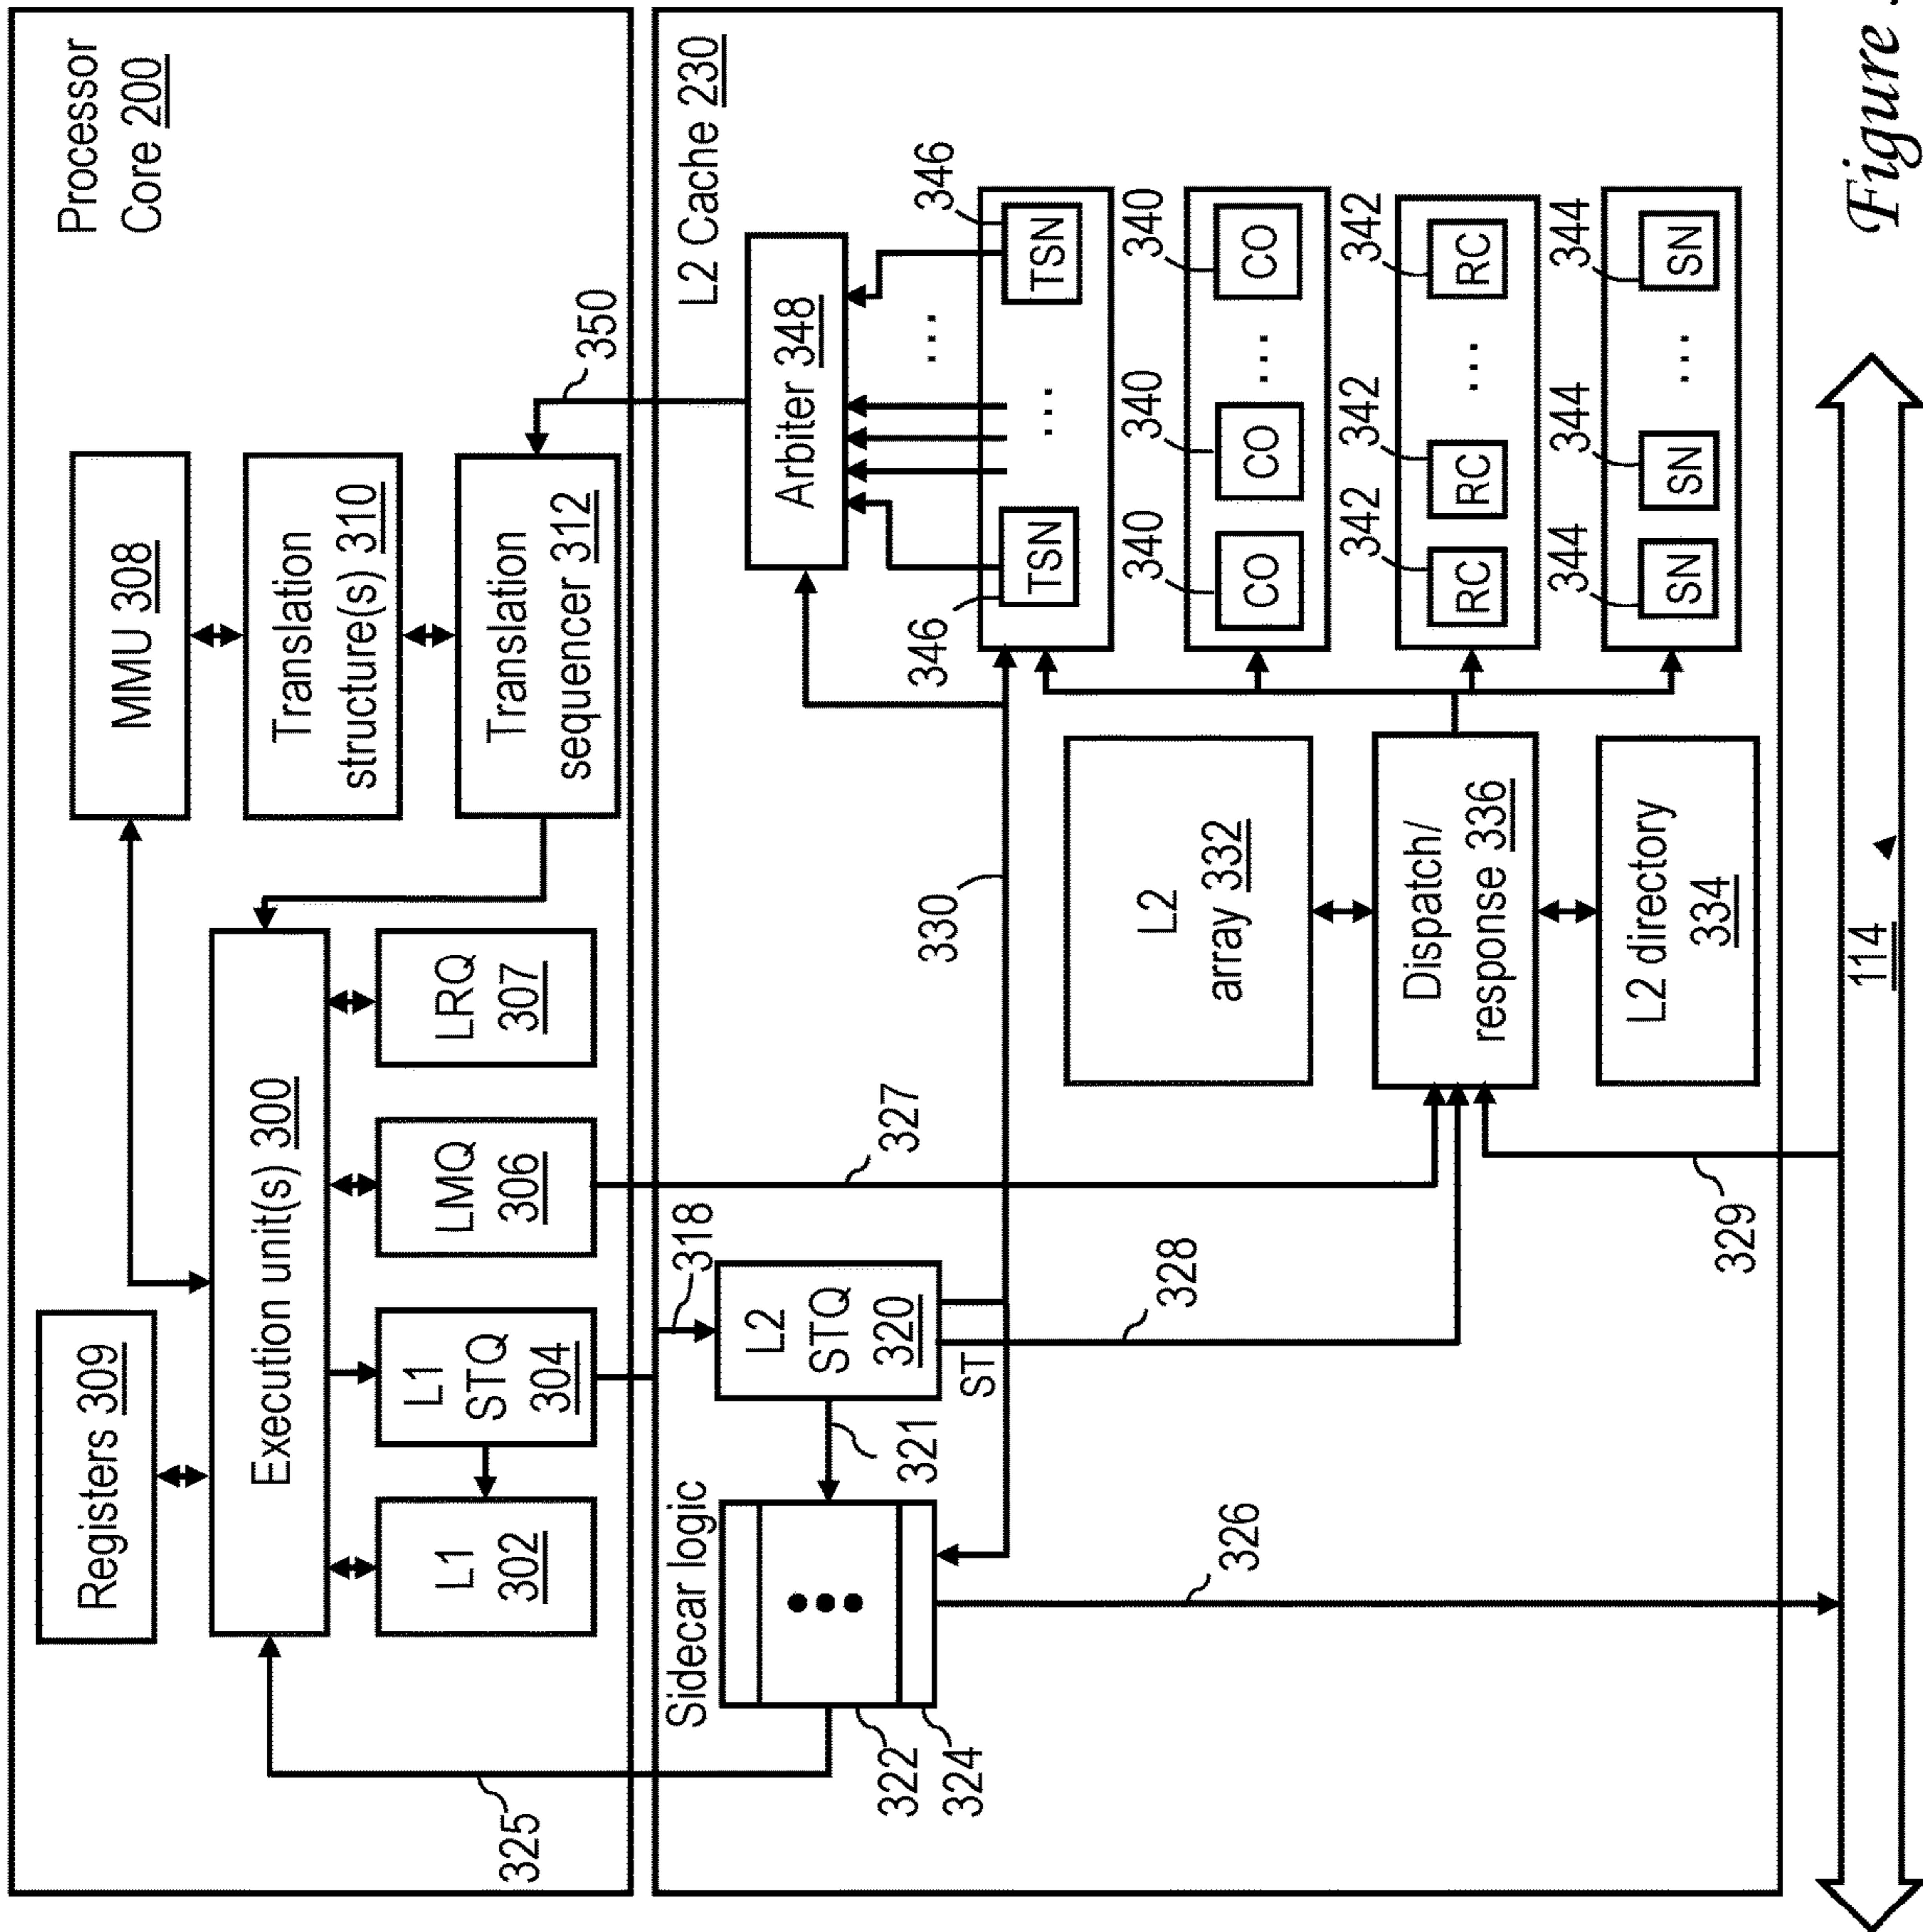 Processor
Core 200
Registers 309
MMU 308
Execution unit(s) 300
Translation
structure(s) 310
L1
302
L1
STQ
304
LMQ
306
LRQ
307
Translation
sequencer 312
325
318
350
L2 Cache 230
Sidecar logic
322
324
321
L2
STQ
320
ST
327
328
326
329
330
Arbiter 348
346
TSN
...
TSN
346
...
L2
array 332
Dispatch/
response 336
L2 directory
334
340
340
340
CO
CO
...
CO
342
342
342
RC
RC
...
RC
344
344
344
SN
SN
...
SN
114
Figure